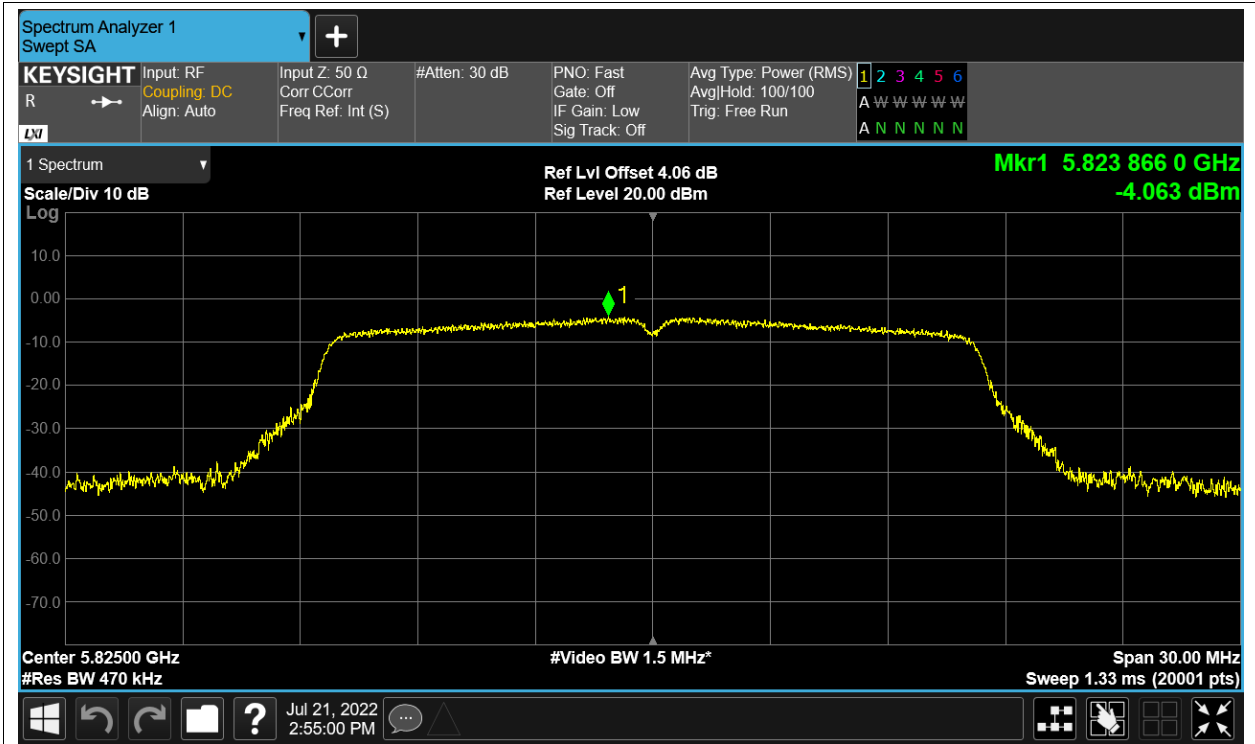 Spectrum Analyzer 1
Swept SA
+
KEYSIGHT
R
LXI
Input: RF
Coupling: DC
Align: Auto
Input Z: 50 Ω
Corr CCorr
Freq Ref: Int (S)
#Atten: 30 dB
PNO: Fast
Gate: Off
IF Gain: Low
Sig Track: Off
Avg Type: Power (RMS)
Avg|Hold: 100/100
Trig: Free Run
1 2 3 4 5 6
A W W W W W
A N N N N N
1 Spectrum
Scale/Div 10 dB
Log
Ref Lvl Offset 4.06 dB
Ref Level 20.00 dBm
Mkr1 5.823 866 0 GHz
-4.063 dBm
10.0
0.00
-10.0
-20.0
-30.0
-40.0
-50.0
-60.0
-70.0
1
Center 5.82500 GHz
#Res BW 470 kHz
#Video BW 1.5 MHz*
Span 30.00 MHz
Sweep 1.33 ms (20001 pts)
?
Jul 21, 2022
2:55:00 PM